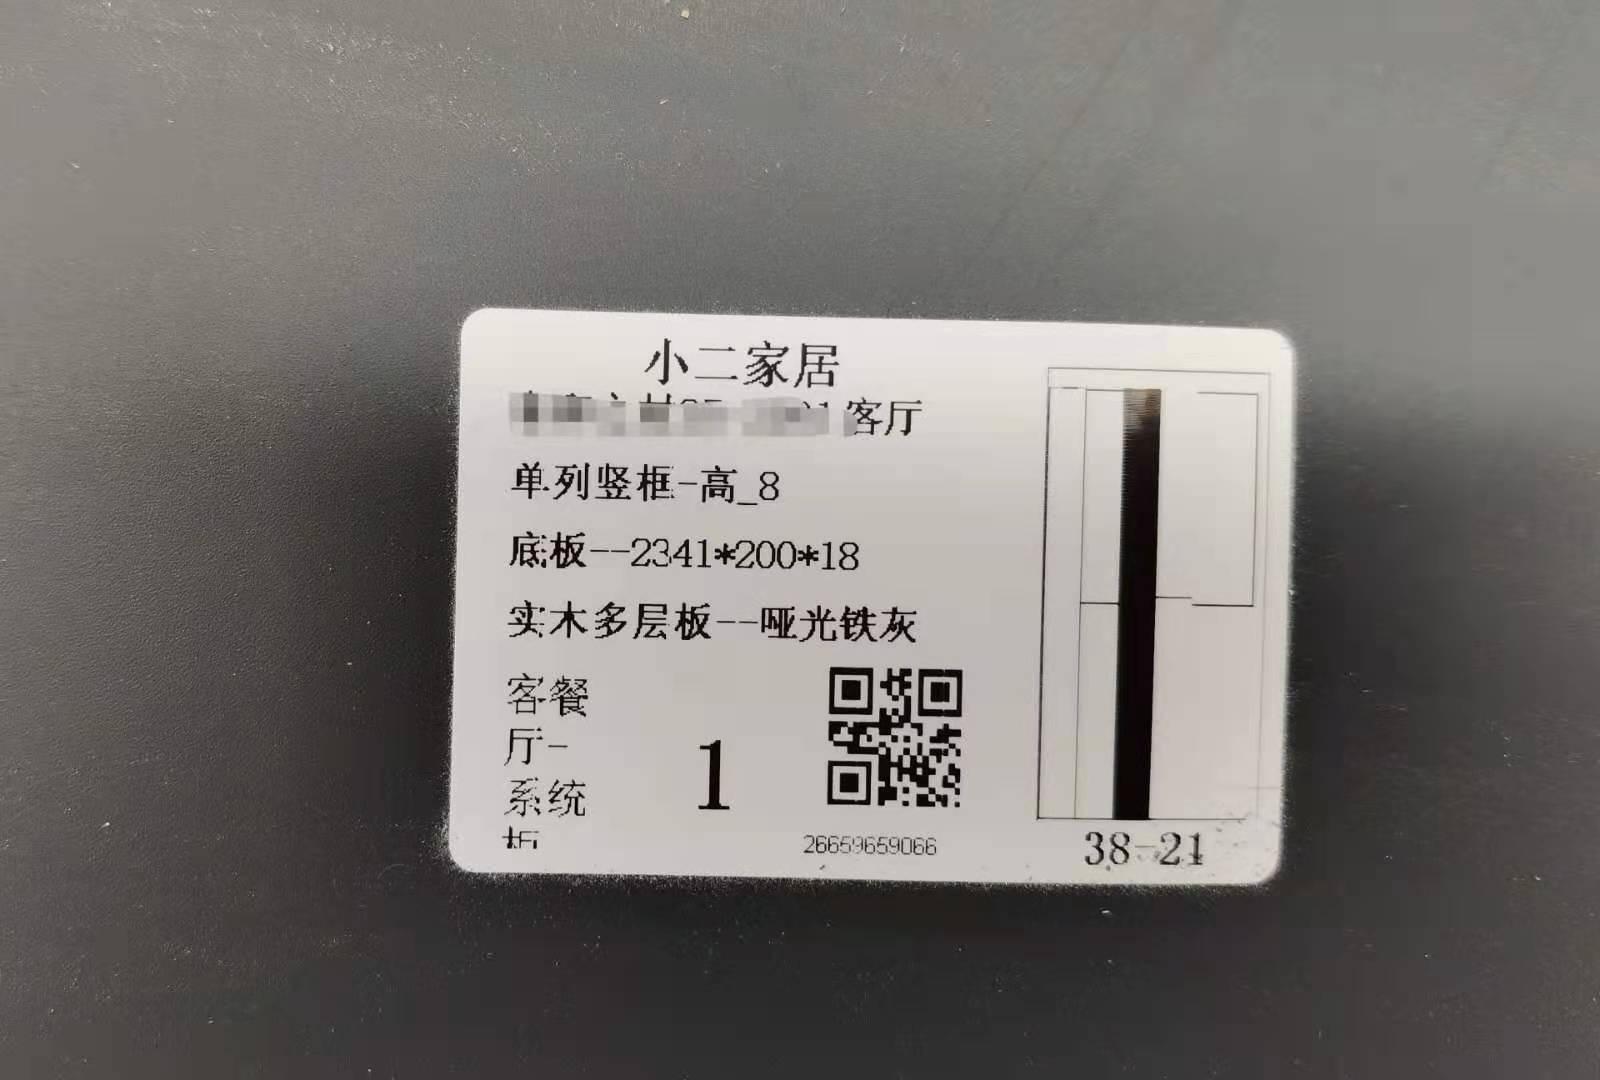 小二家居
客厅
单列竖框-高_8
底板--2341*200*18
实木多层板--哑光铁灰
客餐
厅-
系统
板
1
26659659066
38-21